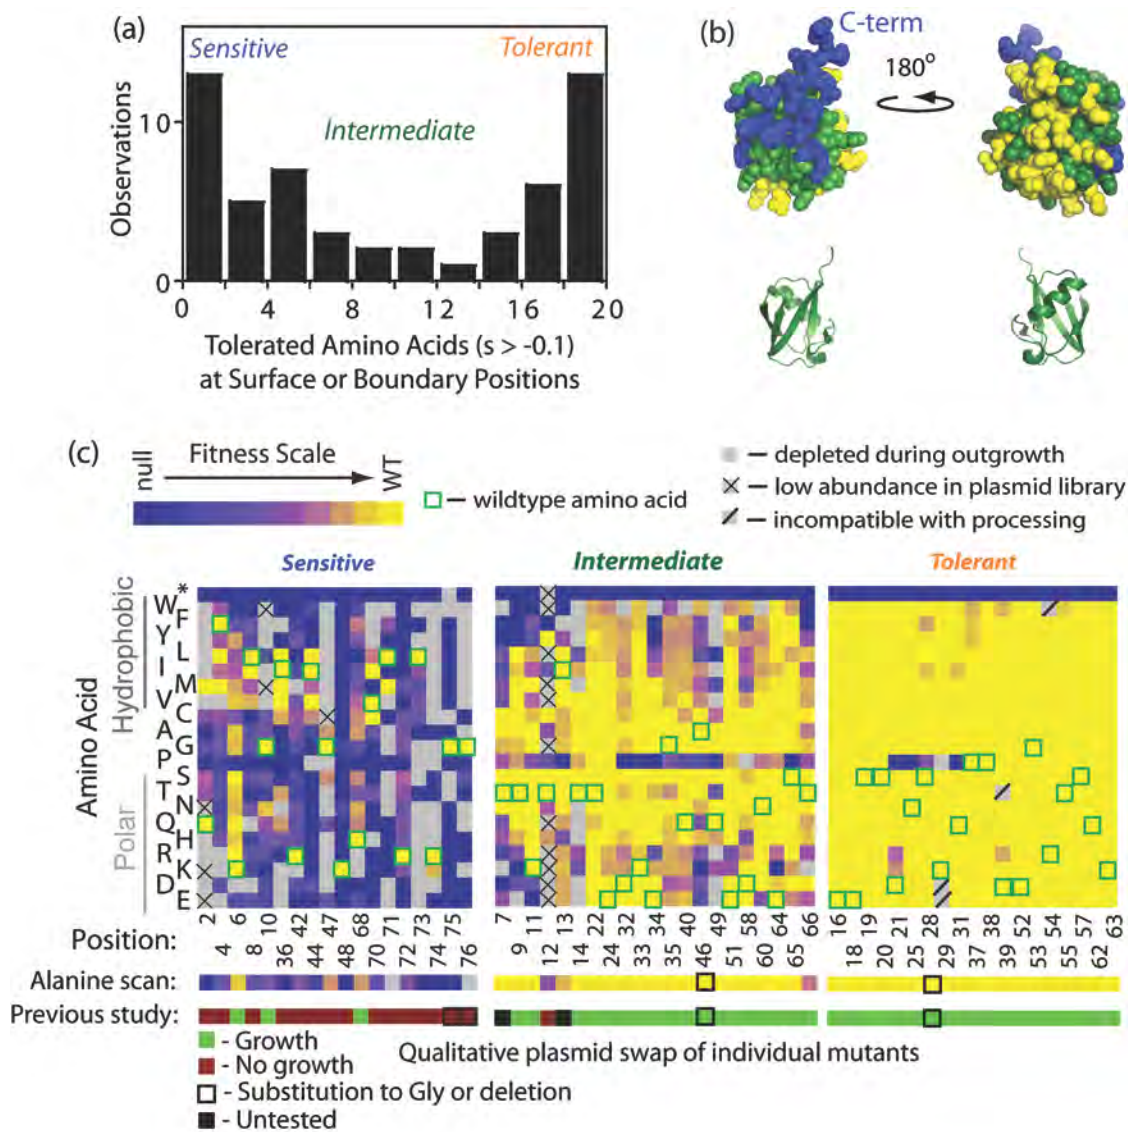 (a)
Sensitive
Tolerant
Intermediate
10
0
Observations
0 4 8 12 16 20
Tolerated Amino Acids (s > -0.1)
at Surface or Boundary Positions
(b)
C-term
180°
(c)
null
Fitness Scale
WT
— wildtype amino acid
— depleted during outgrowth
— low abundance in plasmid library
— incompatible with processing
Sensitive
Intermediate
Tolerant
Amino Acid
Hydrophobic
Polar
*
W
F
Y
L
I
M
V
C
A
G
P
S
T
N
Q
H
R
K
D
E
Position:
2 6 10 42 47 68 71 73 75
4 8 36 44 48 70 72 74 76
7 11 13 22 32 34 40 46 49 58 64 66
9 12 14 24 33 35 45 48 51 60 65
16 19 21 28 31 38 52 54 57 63
18 20 25 29 37 39 53 55 62
Alanine scan:
Previous study:
- Growth
- No growth
- Substitution to Gly or deletion
- Untested
Qualitative plasmid swap of individual mutants